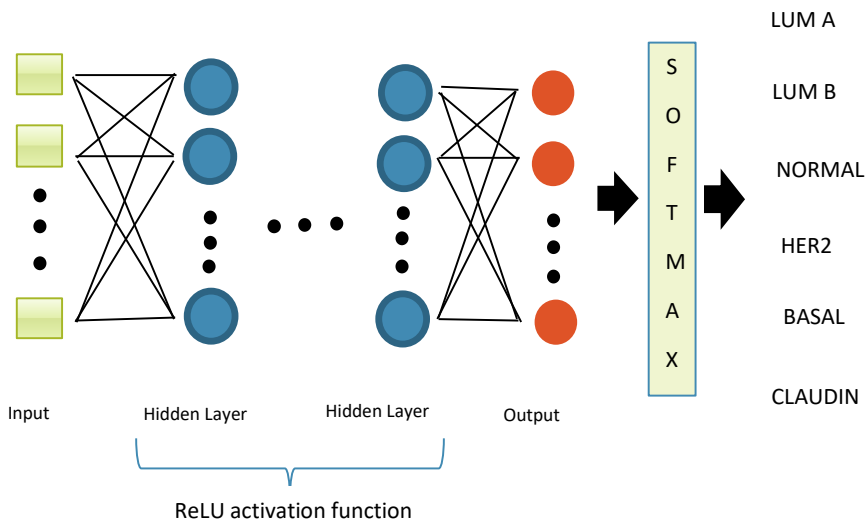 LUM A
LUM B
NORMAL
HER2
BASAL
CLAUDIN
S
O
F
T
M
A
X
Input
Hidden Layer
Hidden Layer
Output
ReLU activation function